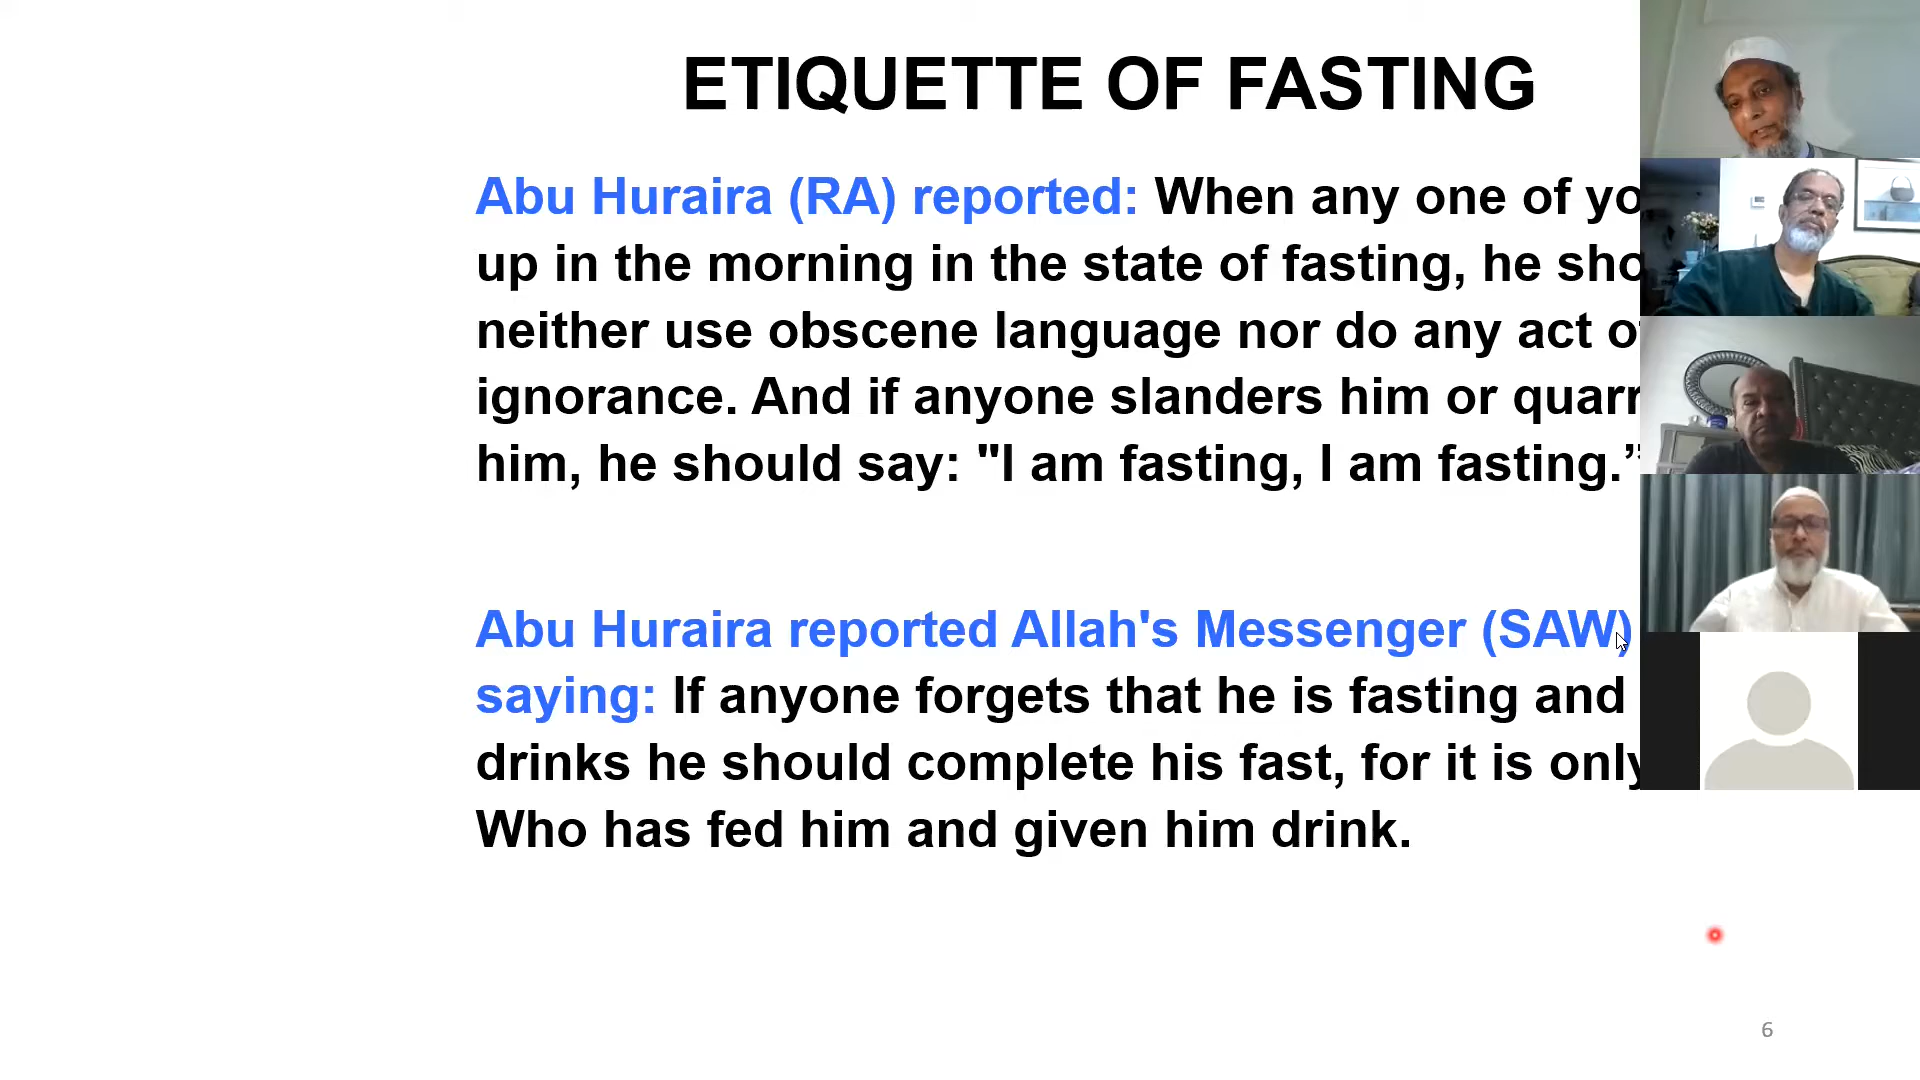 ETIQUETTE OF FASTING
Abu Huraira (RA) reported: When any one of
up in the morning in the state of fasting, he
neither use obscene language nor do any act
ignorance. And if anyone slanders him or
him, he should say: "I am fasting, I am fasting.”
Abu Huraira reported Allah's Messenger (SAW)
saying: If anyone forgets that he is fasting and
drinks he should complete his fast, for it is only
Who has fed him and given him drink.
6